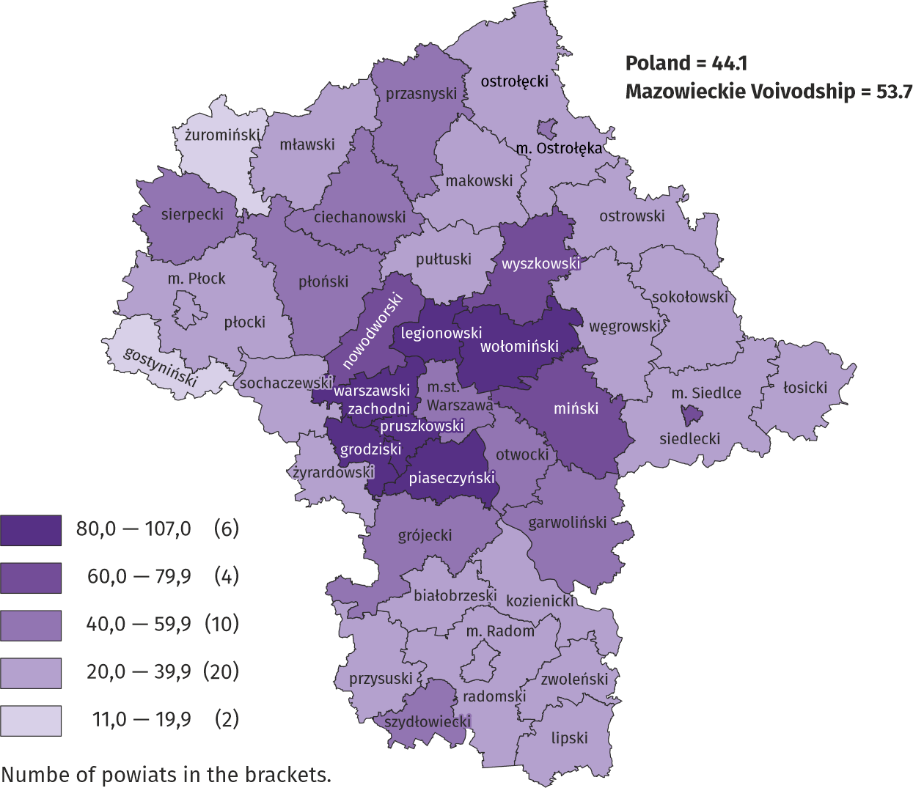 Poland = 44.1
Mazowieckie Voivodship = 53.7
ostrołęcki
przasnyski
żuromiński
mławski
m. Ostrołęka
makowski
sierpecki
ciechanowski
ostrowski
pułtuski
wyszkowski
m. Płock
płoński
sokołowski
płocki
nowodworski
legionowski
węgrowski
wołomiński
gostyniński
sochaczewski
warszawski
zachodni
m.st.
Warszawa
m. Siedlce
łosicki
miński
pruszkowski
siedlecki
grodziski
otwocki
żyrardowski
piaseczyński
garwoliński
grójecki
80,0 — 107,0 (6)
60,0 — 79,9 (4)
40,0 — 59,9 (10)
20,0 — 39,9 (20)
11,0 — 19,9 (2)
białobrzeski
kozienicki
m. Radom
przysuski
zwoleński
radomski
szydłowiecki
lipski
Numbe of powiats in the brackets.